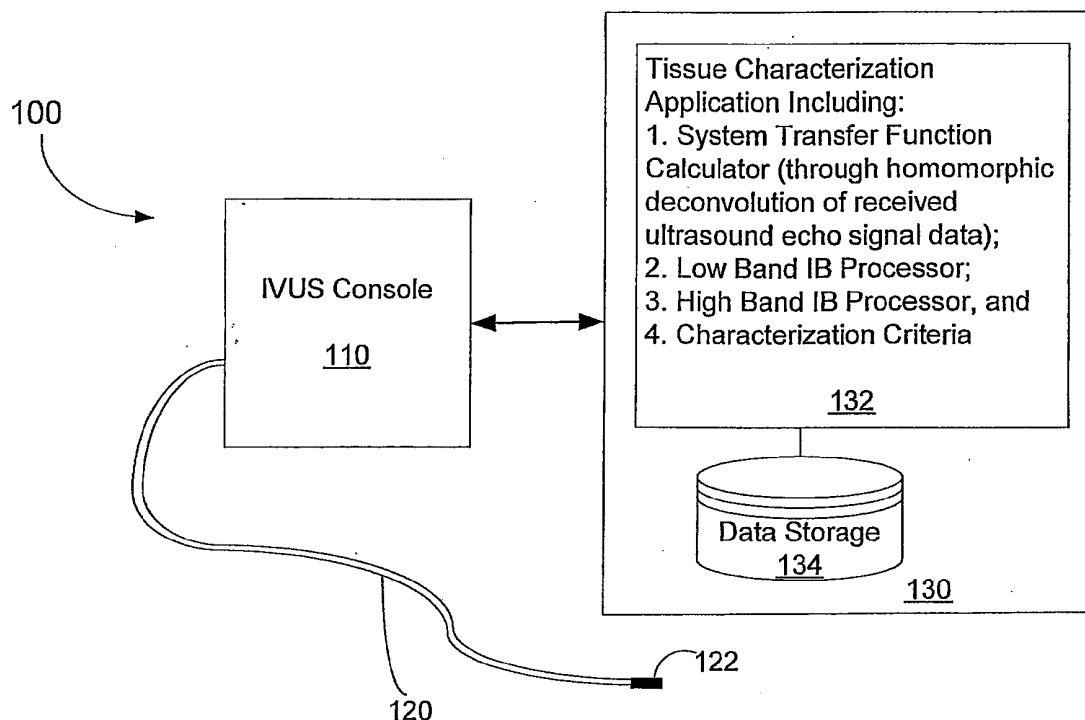 100
IVUS Console
110
Tissue Characterization
Application Including:
1. System Transfer Function
Calculator (through homomorphic
deconvolution of received
ultrasound echo signal data);
2. Low Band IB Processor;
3. High Band IB Processor, and
4. Characterization Criteria
132
Data Storage
134
130
122
120